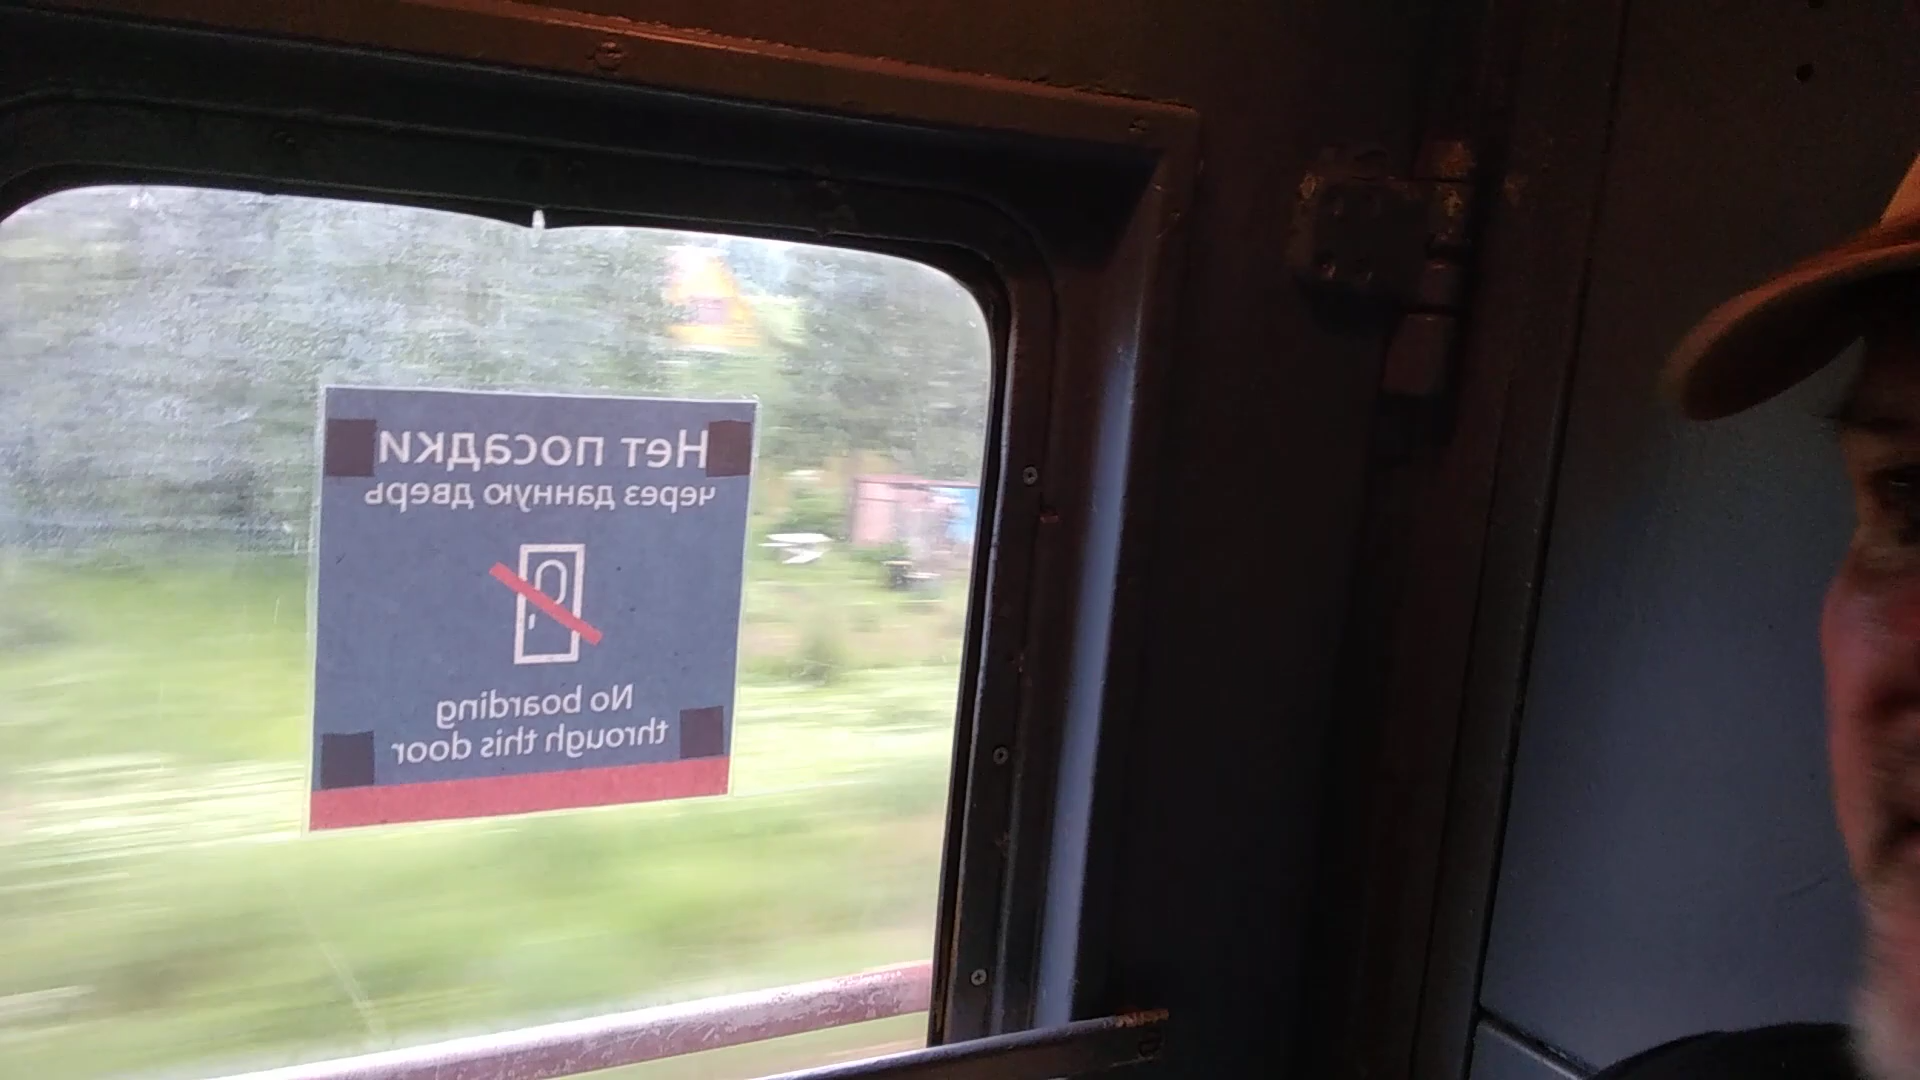 Нет посадки
через данную дверь
No boarding
through this door